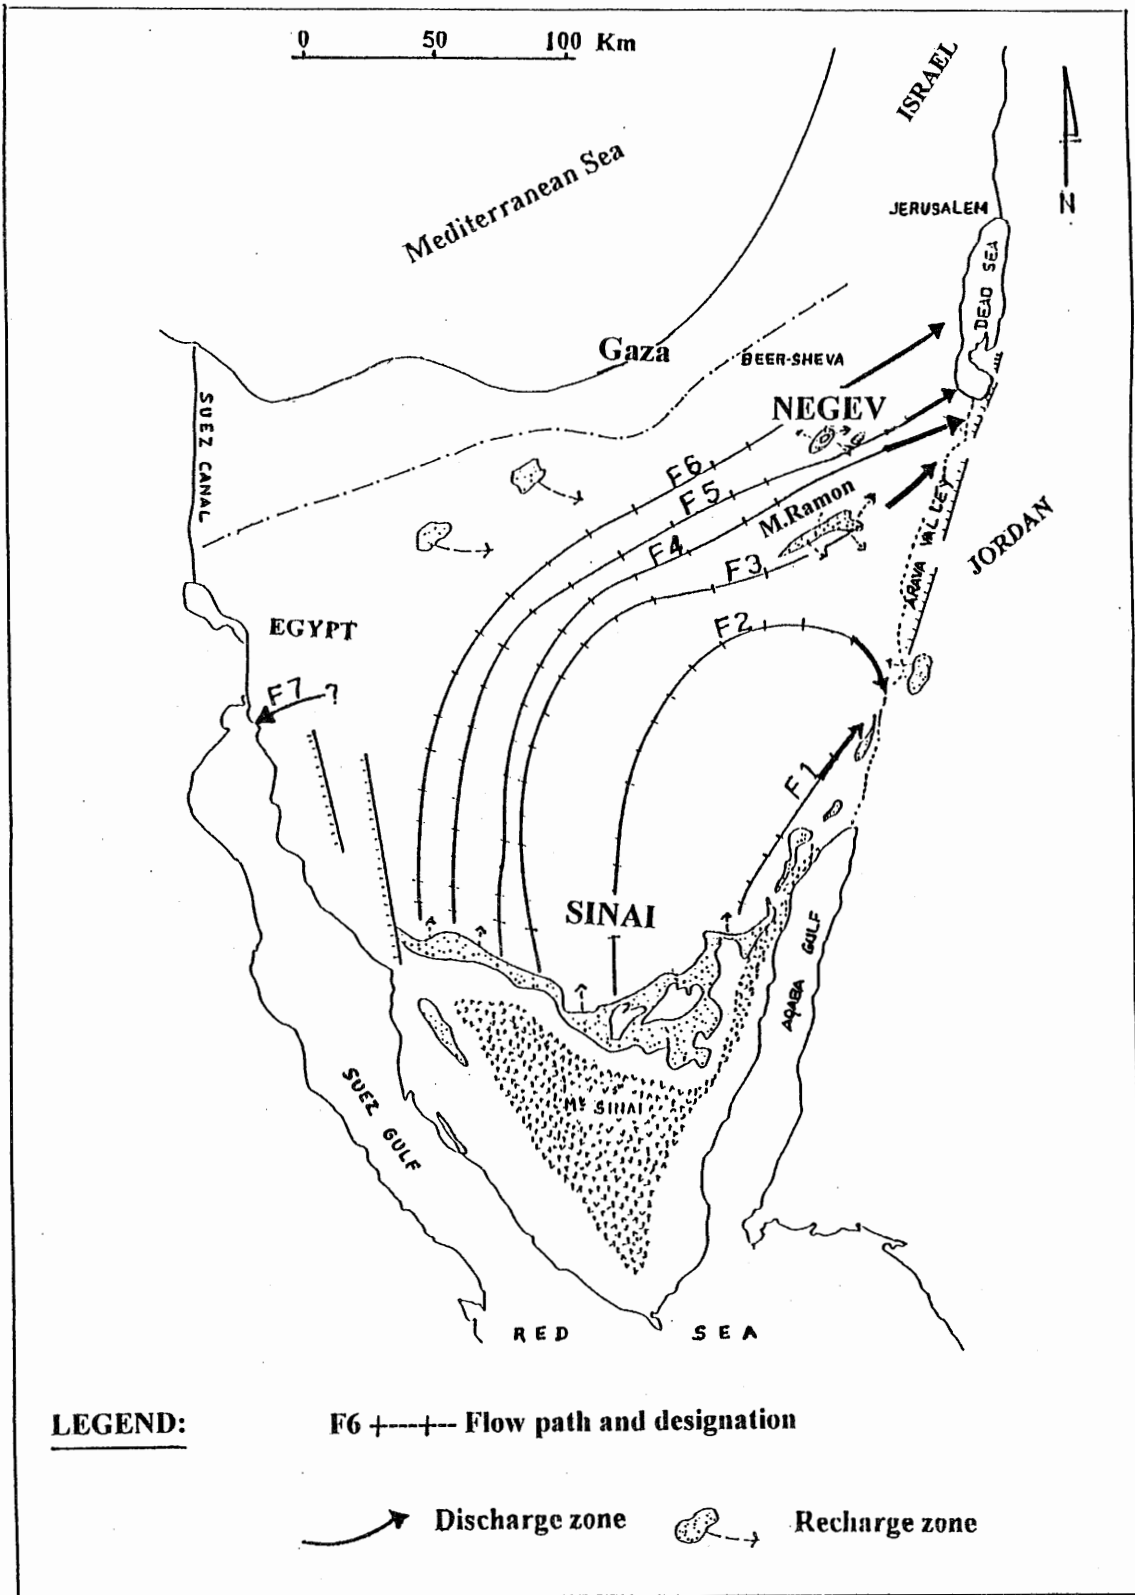 0 50 100 Km
ISRAEL
Mediterranean Sea
N
JERUSALEM
DEAD SEA
Gaza
BEER-SHEVA
SUEZ CANAL
NEGEV
F6
F5
M.Ramon
F4
F3
ARAVA VALLEY
JORDAN
EGYPT
F2
F7 ?
F1
SINAI
AQABA GULF
Mt SINAI
SUEZ GULF
RED SEA
LEGEND: F6 +----+-- Flow path and designation
Discharge zone Recharge zone